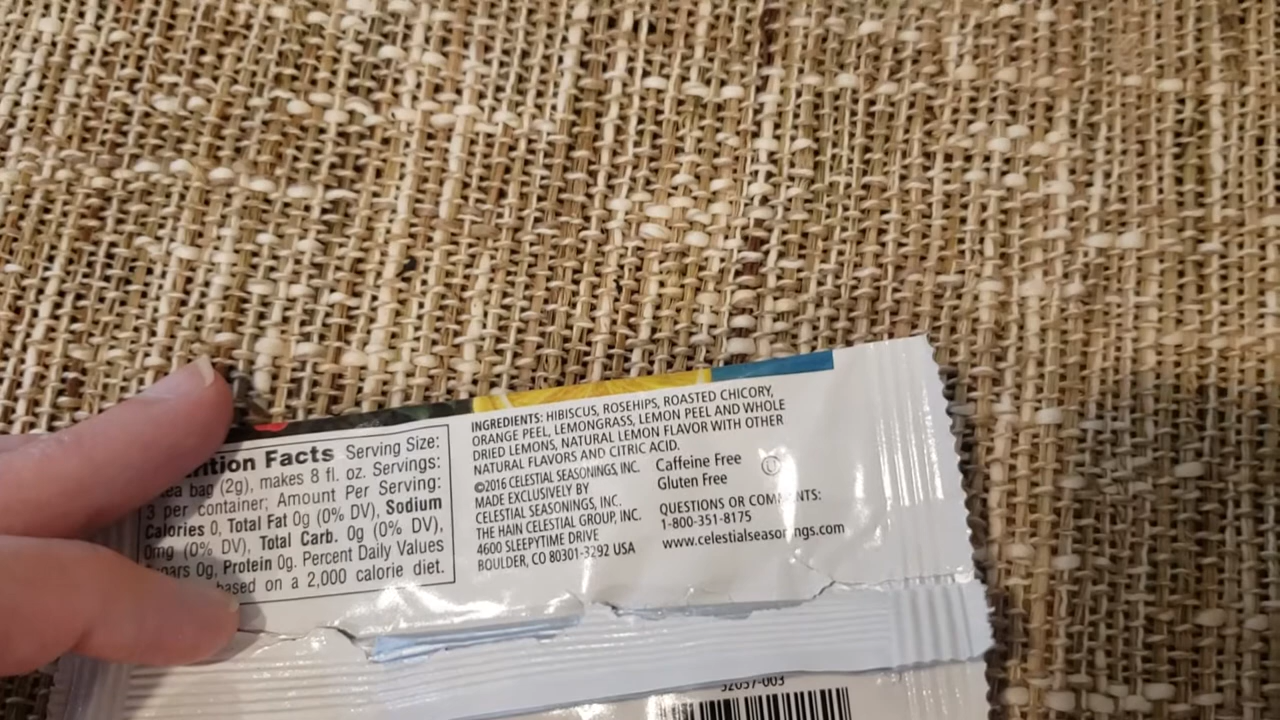 ition Facts Serving Size:
tea bag (2g), makes 8 fl. oz. Servings:
3 per container, Amount Per Serving:
Calories 0, Total Fat 0g (0% DV), Sodium
0mg (0% DV), Total Carb. 0g (0% DV),
0g, Protein 0g. Percent Daily Values
based on a 2,000 calorie diet.
INGREDIENTS: HIBISCUS, ROSEHIPS, ROASTED CHICORY,
ORANGE PEEL, LEMONGRASS, LEMON PEEL AND WHOLE
DRIED LEMONS, NATURAL LEMON FLAVOR WITH OTHER
NATURAL FLAVORS AND CITRIC ACID.
©2016 CELESTIAL SEASONINGS, INC.
MADE EXCLUSIVELY BY
CELESTIAL SEASONINGS, INC.
THE HAIN CELESTIAL GROUP, INC.
4600 SLEEPYTIME DRIVE
BOULDER, CO 80301-3292 USA
Caffeine Free
Gluten Free
QUESTIONS OR COMMENTS:
1-800-351-8175
www.celestialseasonings.com